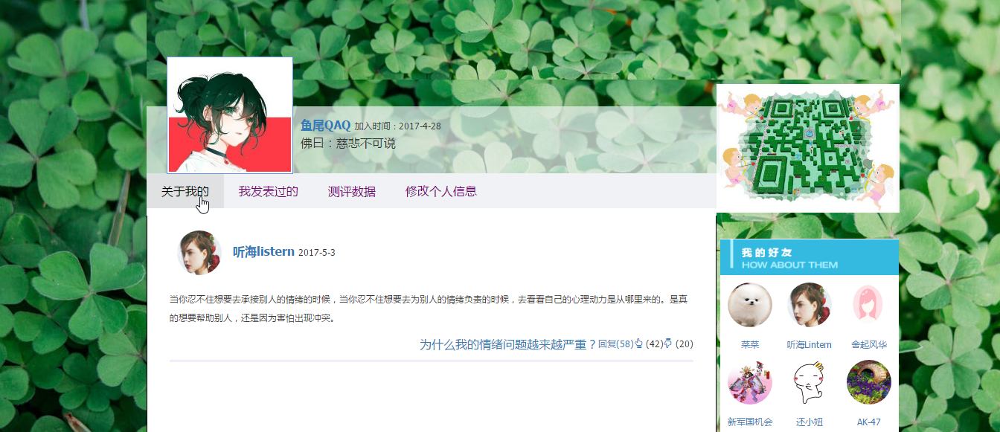 鱼尾QAQ 加入时间：2017-4-28
佛曰：慈悲不可说
关于我的 我发表过的 测评数据 修改个人信息
听海listern 2017-5-3
当你忍不住想要去承接别人的情绪的时候，当你忍不住想要去为别人的情绪负责的时候，去看看自己的心理动力是从哪里来的。是真
的想要帮助别人，还是因为害怕出现冲突。
为什么我的情绪问题越来越严重？回复(58) (42) (20)
我的好友
HOW ABOUT THEM
菜菜 听海Lintern 舍起风华
新军国机会 还小妞 AK-47